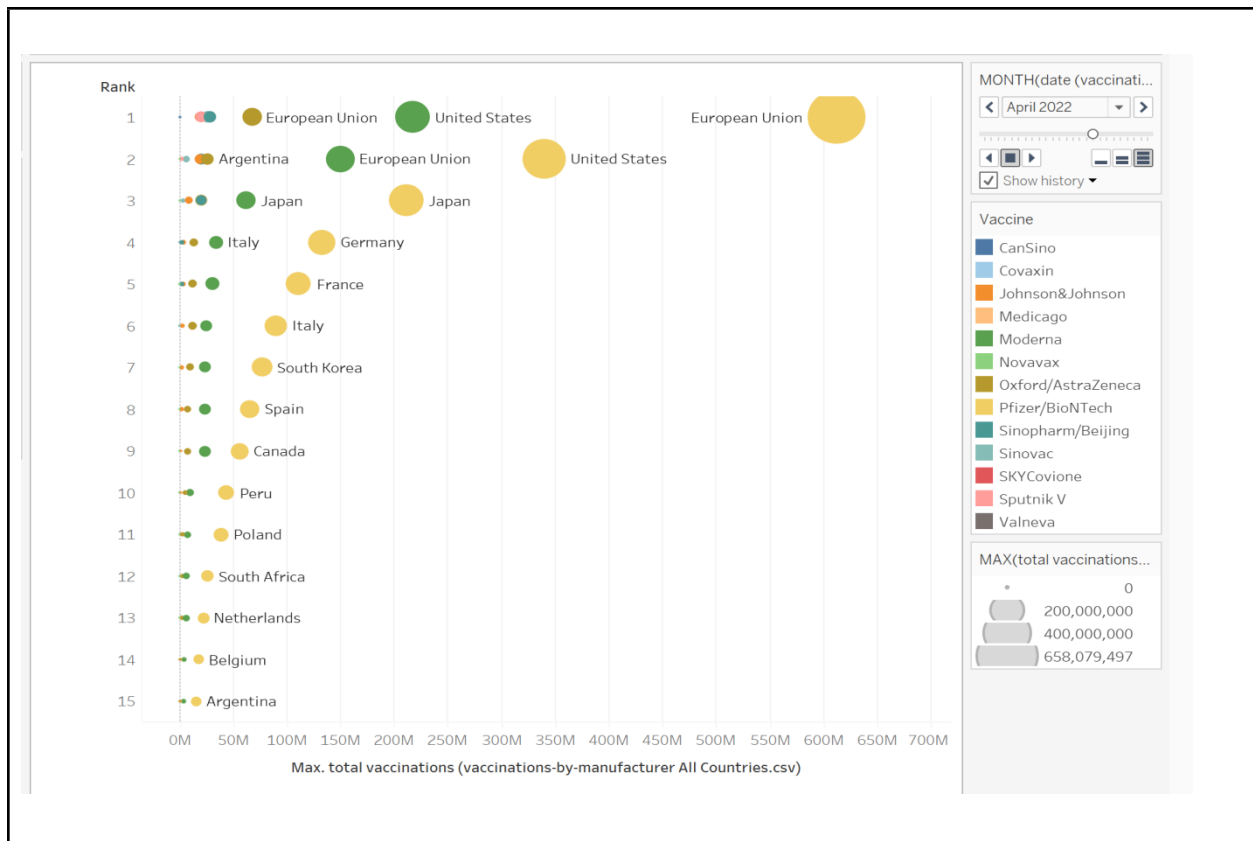 Rank
1
European Union
United States
European Union
2
Argentina
European Union
United States
3
Japan
Japan
4
Italy
Germany
5
France
6
Italy
7
South Korea
8
Spain
9
Canada
10
Peru
11
Poland
12
South Africa
13
Netherlands
14
Belgium
15
Argentina
0M 50M 100M 150M 200M 250M 300M 350M 400M 450M 500M 550M 600M 650M 700M
Max. total vaccinations (vaccinations-by-manufacturer All Countries.csv)
MONTH(date (vaccinati...
April 2022
Show history
Vaccine
CanSino
Covaxin
Johnson&Johnson
Medicago
Moderna
Novavax
Oxford/AstraZeneca
Pfizer/BioNTech
Sinopharm/Beijing
Sinovac
SKYCovione
Sputnik V
Valneva
MAX(total vaccinations...
0
200,000,000
400,000,000
658,079,497